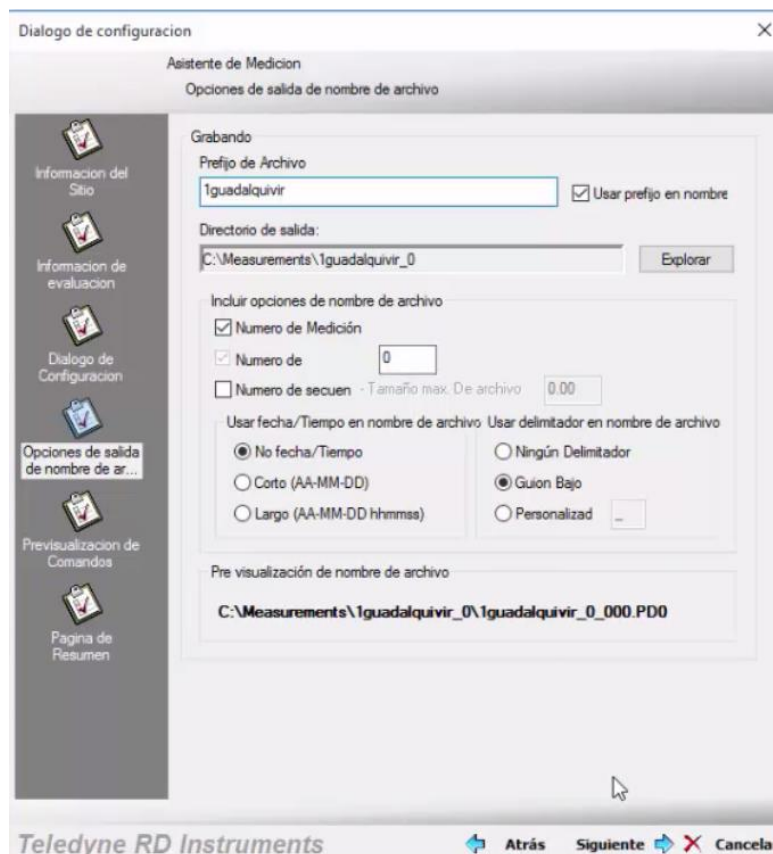 Dialogo de configuracion
Asistente de Medicion
Opciones de salida de nombre de archivo
Informacion del
Sitio
Informacion de
evaluacion
Dialogo de
Configuracion
Opciones de salida
de nombre de ar...
Previsualizacion de
Comandos
Pagina de
Resumen
Grabando
Prefijo de Archivo
1guadalquivir
Usar prefijo en nombre
Directorio de salida:
C:\Measurements\1guadalquivir_0
Explorar
Incluir opciones de nombre de archivo
Numero de Medición
Numero de 0
Numero de secuen - Tamaño max. De archivo 0.00
Usar fecha/Tiempo en nombre de archivo
No fecha/Tiempo
Corto (AA-MM-DD)
Largo (AA-MM-DD hhmmss)
Usar delimitador en nombre de archivo
Ningún Delimitador
Guion Bajo
Personalizad _
Pre visualización de nombre de archivo
C:\Measurements\1guadalquivir_0\1guadalquivir_0_000.PD0
Teledyne RD Instruments
Atrás
Siguiente
Cancela